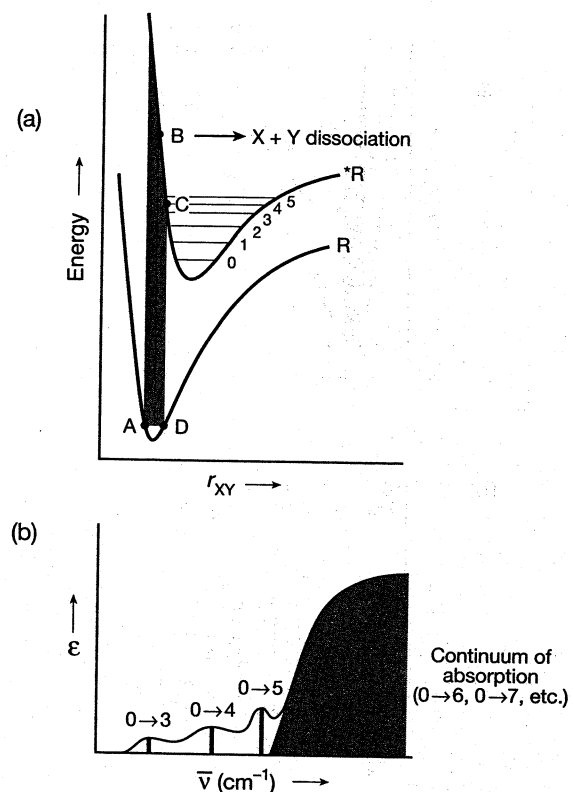 (a)
B → X + Y dissociation
*R
C
0 1 2 3 4 5
R
Energy →
A D
r_XY →
(b)
ε →
0→3 0→4 0→5
Continuum of
absorption
(0→6, 0→7, etc.)
ν̅ (cm⁻¹) →